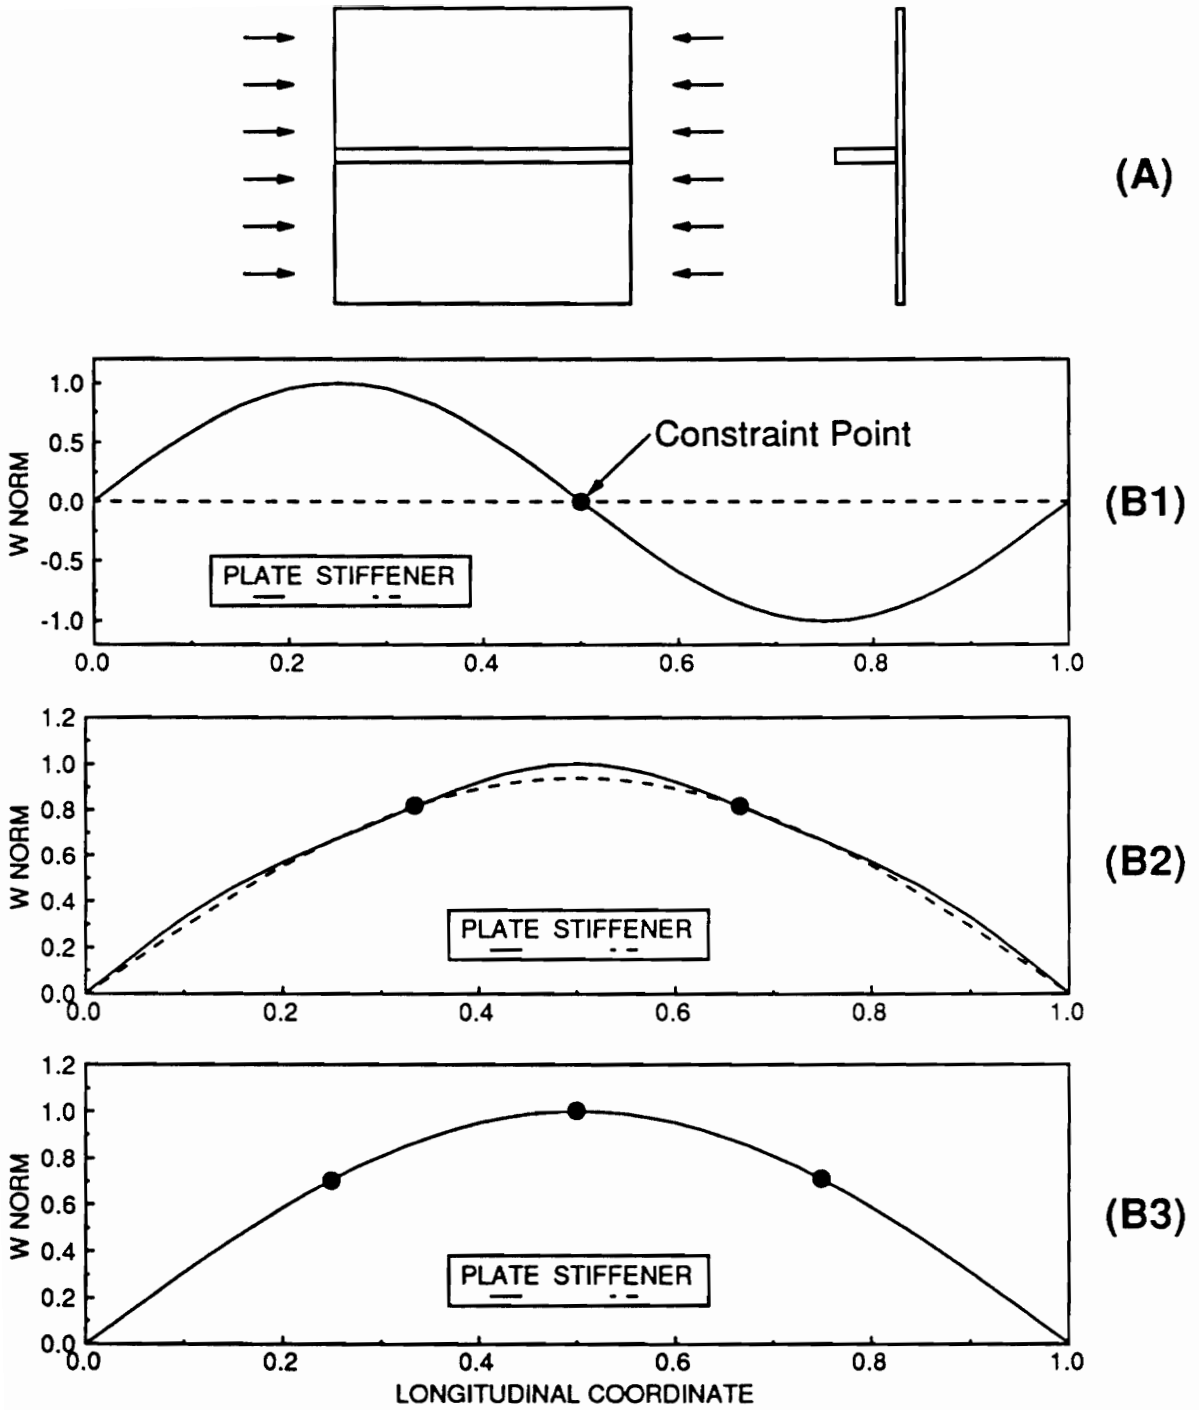 (A)
W NORM
1.0
0.5
0.0
-0.5
-1.0
Constraint Point
PLATE STIFFENER
0.0 0.2 0.4 0.6 0.8 1.0
(B1)
W NORM
1.2
1.0
0.8
0.6
0.4
0.2
0.0
PLATE STIFFENER
0.0 0.2 0.4 0.6 0.8 1.0
(B2)
W NORM
1.2
1.0
0.8
0.6
0.4
0.2
0.0
PLATE STIFFENER
0.0 0.2 0.4 0.6 0.8 1.0
LONGITUDINAL COORDINATE
(B3)